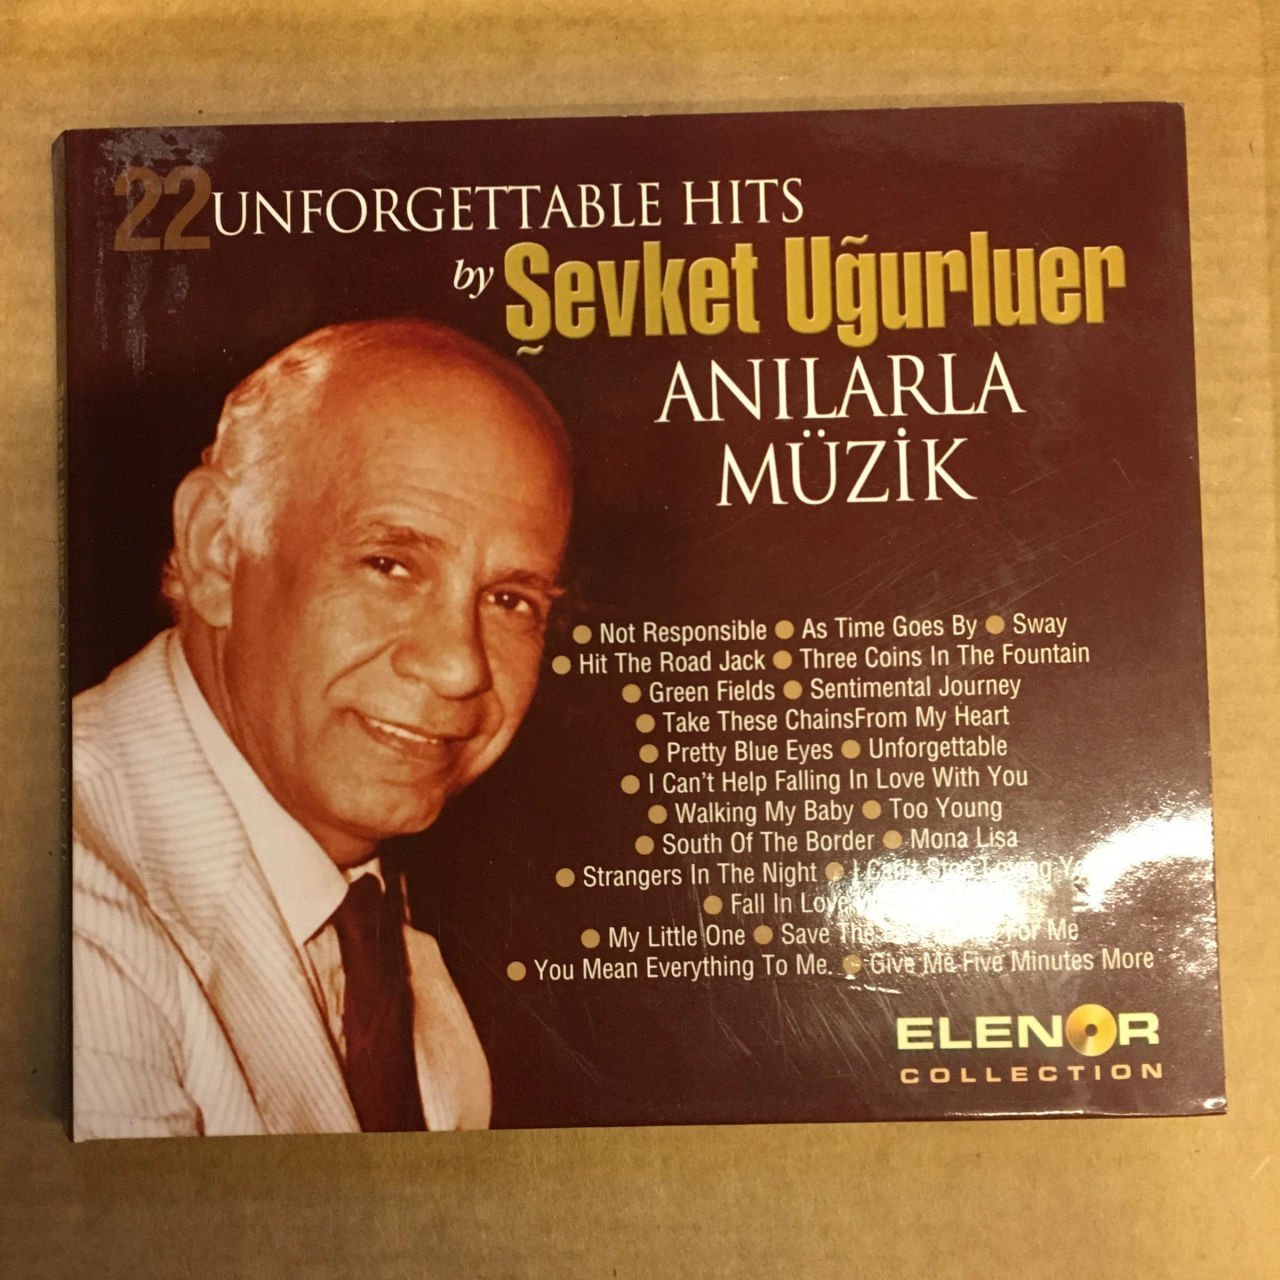 22 UNFORGETTABLE HITS
by Şevket Uğurluer
ANILARLA
MÜZİK
● Not Responsible ● As Time Goes By ● Sway
● Hit The Road Jack ● Three Coins In The Fountain
● Green Fields ● Sentimental Journey
● Take These ChainsFrom My Heart
● Pretty Blue Eyes ● Unforgettable
● I Can't Help Falling In Love With You
● Walking My Baby ● Too Young
● South Of The Border ● Mona Lisa
● Strangers In The Night ● I Can't Stop Loving
● Fall In Love
● My Little One ● Save The For Me
● You Mean Everything To Me. ● Give Me Five Minutes More
ELENOR
COLLECTION